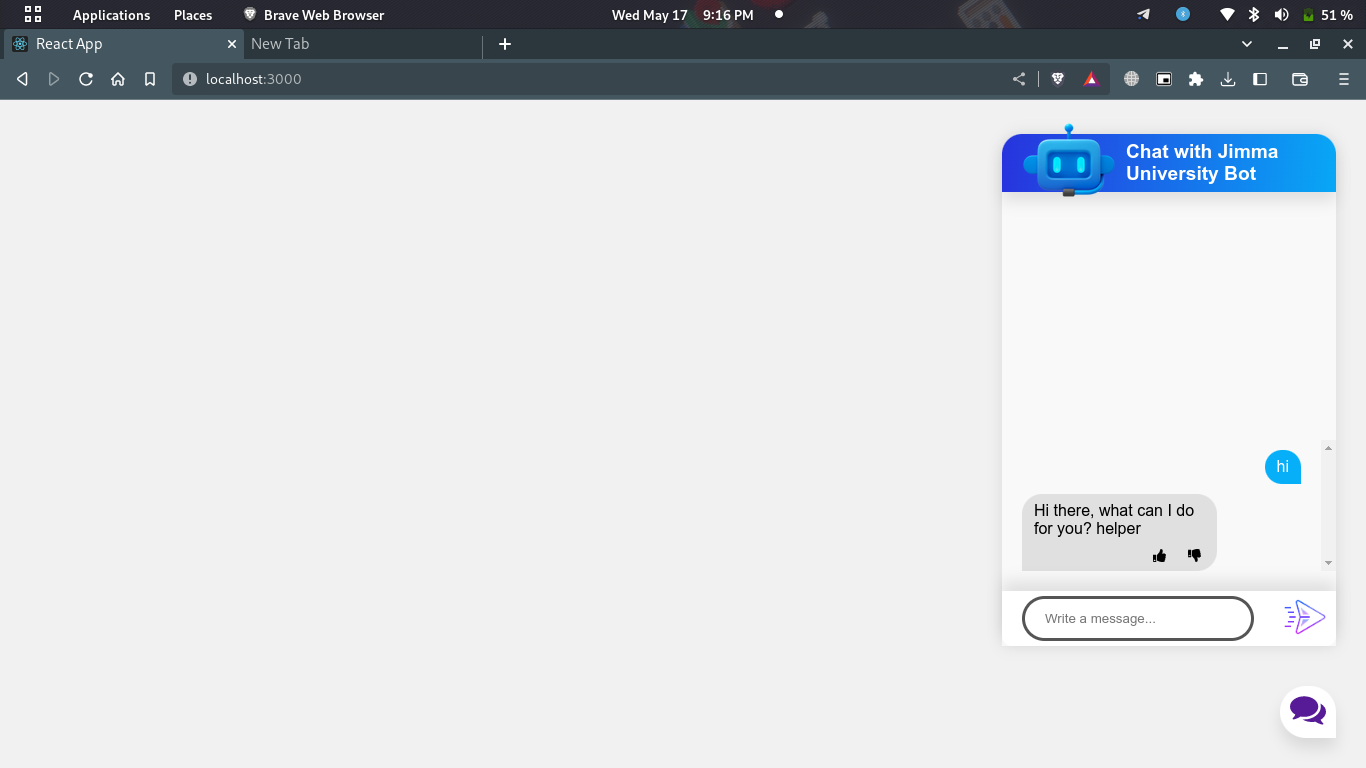 Applications Places Brave Web Browser Wed May 17 9:16 PM 51 %
React App New Tab
localhost:3000
Chat with Jimma
University Bot
hi
Hi there, what can I do
for you? helper
Write a message...